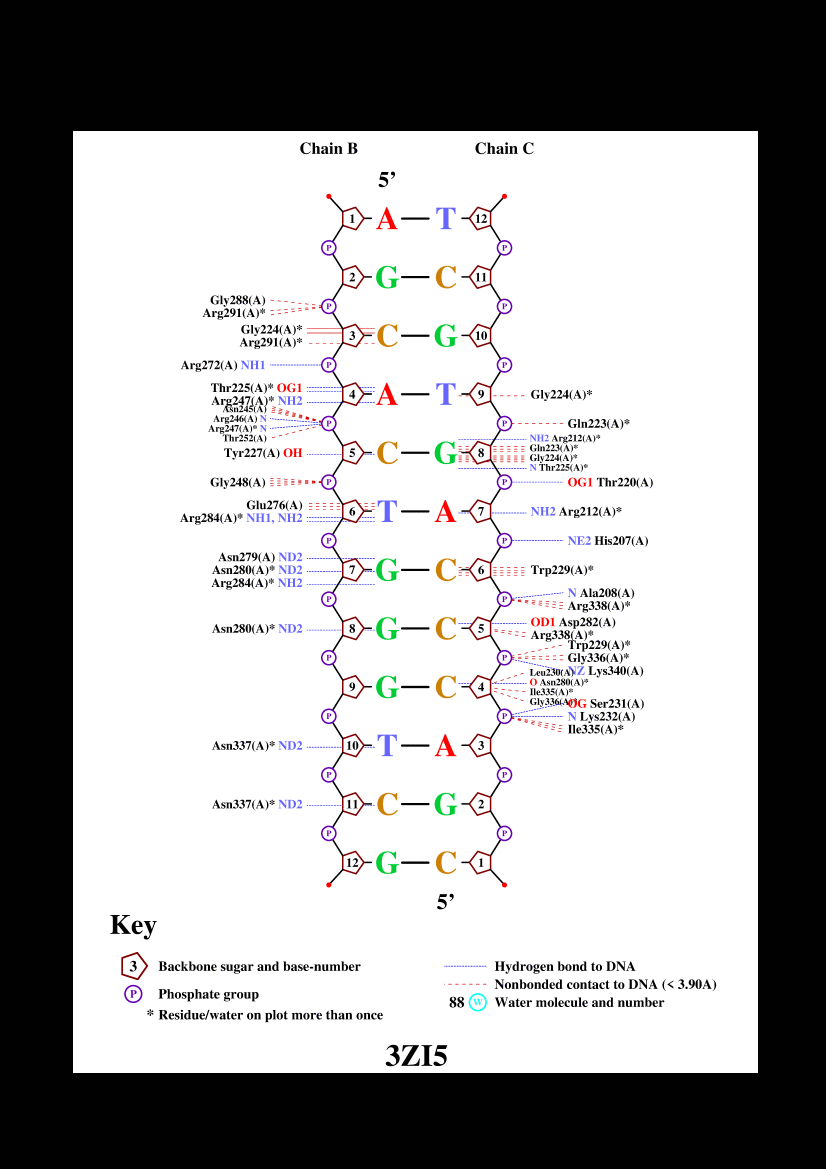 Chain B Chain C
5’
1 A T 12
P P
2 G C 11
Gly288(A)
P P
Arg291(A)*
Gly224(A)*
3 C G 10
Arg291(A)*
Arg272(A) NH1 P P
Thr225(A)* OG1
4 A T 9 Gly224(A)*
Arg247(A)* NH2
Asn245(A)
Arg246(A) N
P P Gln223(A)*
Arg247(A)* N
Thr252(A)
NH2 Arg212(A)*
Gln223(A)*
Tyr227(A) OH 5 C G 8
Gly224(A)*
N Thr225(A)*
Gly248(A) P P OG1 Thr220(A)
Glu276(A)
6 T A 7 NH2 Arg212(A)*
Arg284(A)* NH1, NH2
P P NE2 His207(A)
Asn279(A) ND2
Asn280(A)* ND2 7 G C 6 Trp229(A)*
Arg284(A)* NH2
N Ala208(A)
P P
Arg338(A)*
OD1 Asp282(A)
Asn280(A)* ND2 8 G C 5
Arg338(A)*
Trp229(A)*
P P Gly336(A)*
NZ Lys340(A)
Leu230(A)
O Asn280(A)*
9 G C 4
Ile335(A)*
Gly336(A)*
OG Ser231(A)
P P N Lys232(A)
Ile335(A)*
Asn337(A)* ND2 10 T A 3
P P
Asn337(A)* ND2 11 C G 2
P P
12 G C 1
5’
Key
3 Backbone sugar and base-number
Hydrogen bond to DNA
Nonbonded contact to DNA (< 3.90A)
P Phosphate group
88 W Water molecule and number
* Residue/water on plot more than once
3ZI5